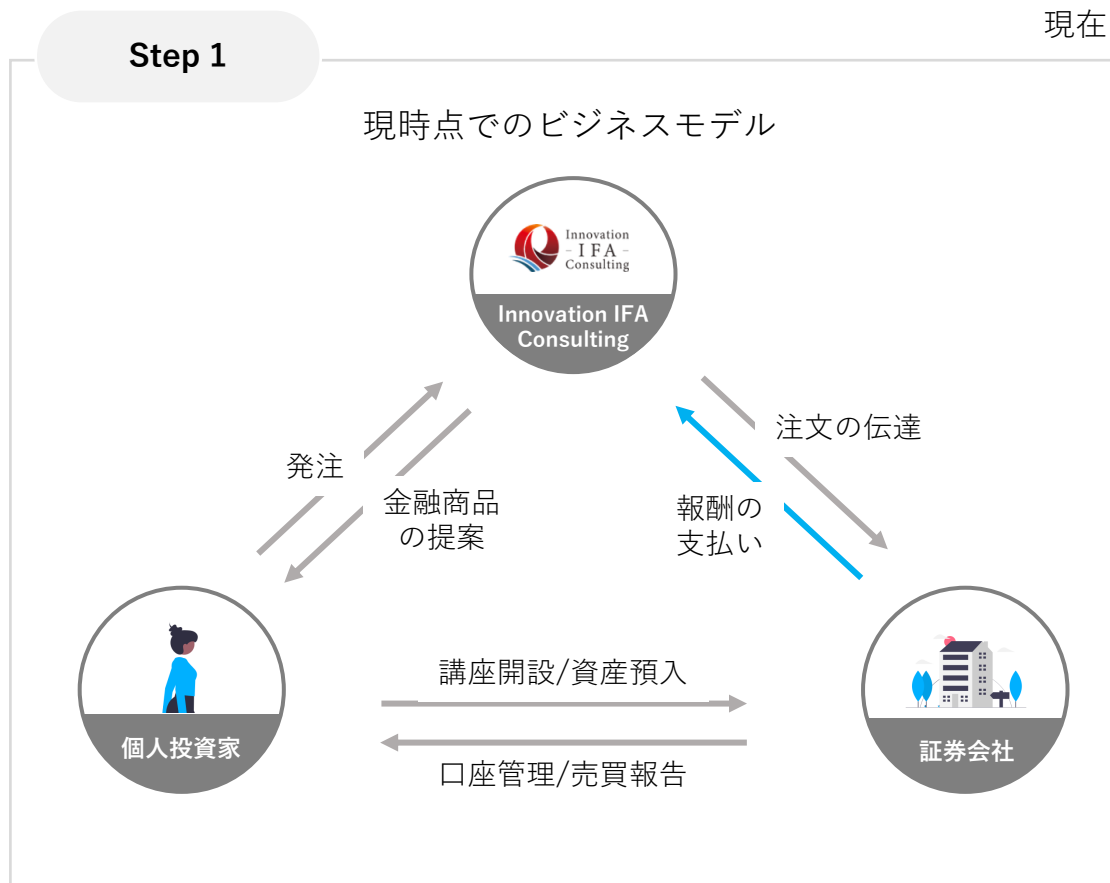 現在
Step 1
現時点でのビジネスモデル
Innovation
- IFA -
Consulting
Innovation IFA
Consulting
注文の伝達
発注
金融商品
の提案
報酬の
支払い
講座開設/資産預入
個人投資家
証券会社
口座管理/売買報告